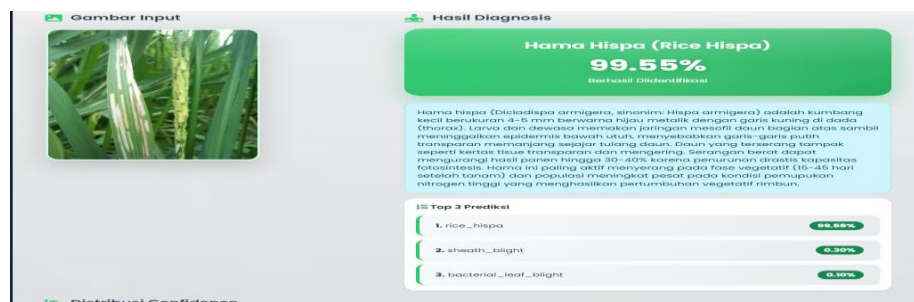 Gambar Input
Hasil Diagnosis
Hama Hispa (Rice Hispa)
99.55%
Berhasil Diidentifikasi
Hama hispa (Dicladispa armigera, sinonim: Hispa armigera) adalah kumbang
kecil berukuran 4-5 mm berwarna hijau metalik dengan garis kuning di dada
(thorax). Larva dan dewasa memakan jaringan mesofil daun bagian atas sambil
meninggalkan epidermis bawah utuh, menyebabkan garis-garis putih
transparan memanjang sejajar tulang daun. Daun yang terserang tampak
seperti kertas tisue transparan dan mengering. Serangan berat dapat
mengurangi hasil panen hingga 30-40% karena penurunan drastis kapasitas
fotosintesis. Hama ini paling aktif menyerang pada fase vegetatif (15-45 hari
setelah tanam) dan populasi meningkat pesat pada kondisi pemupukan
nitrogen tinggi yang menghasilkan pertumbuhan vegetatif rimbun.
Top 3 Prediksi
1. rice_hispa
99.55%
2. sheath_blight
0.30%
3. bacterial_leaf_blight
0.10%
Distribusi Confidence